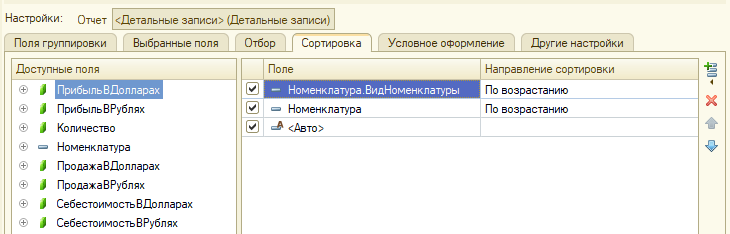 Настройки: Отчет <Детальные записи> (Детальные записи)
Поля группировки Выбранные поля Отбор Сортировка Условное оформление Другие настройки
Доступные поля Поле Направление сортировки
ПрибыльВДолларах Номенклатура.ВидНоменклатуры По возрастанию
ПрибыльВРублях Номенклатура По возрастанию
Количество <Авто>
Номенклатура
ПродажаВДолларах
ПродажаВРублях
СебестоимостьВДолларах
СебестоимостьВРублях